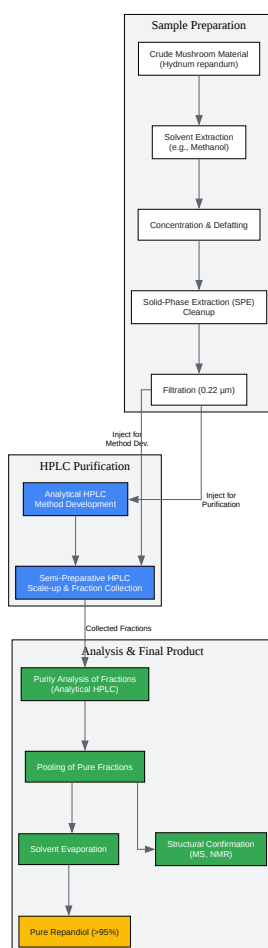 Sample Preparation
Crude Mushroom Material
(Hydnum repandum)
Solvent Extraction
(e.g., Methanol)
Concentration & Defatting
Solid-Phase Extraction (SPE)
Cleanup
Filtration (0.22 µm)
Inject for
Method Dev.
HPLC Purification
Analytical HPLC
Method Development
Inject for
Purification
Semi-Preparative HPLC
Scale-up & Fraction Collection
Collected Fractions
Analysis & Final Product
Purity Analysis of Fractions
(Analytical HPLC)
Pooling of Pure Fractions
Solvent Evaporation
Structural Confirmation
(MS, NMR)
Pure Repandiol (>95%)